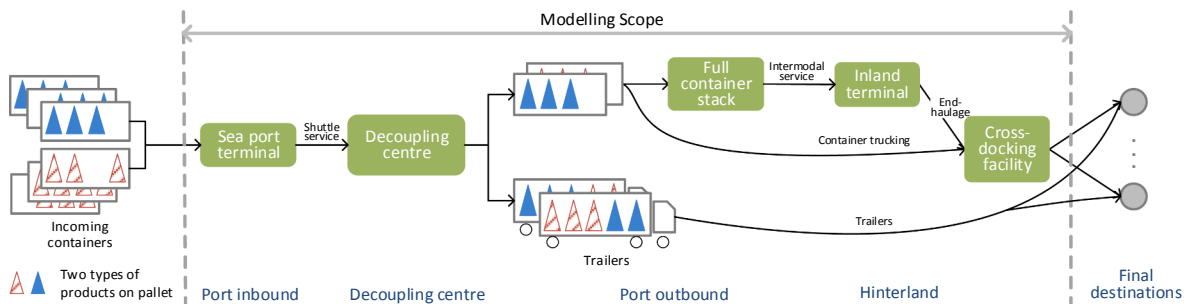 Modelling Scope
Incoming
containers
Two types of
products on pallet
Sea port
terminal
Shuttle
service
Decoupling
centre
Full
container
stack
Intermodal
service
Inland
terminal
End-
haulage
Container trucking
Cross-
docking
facility
Trailers
Trailers
Port inbound
Decoupling centre
Port outbound
Hinterland
Final
destinations